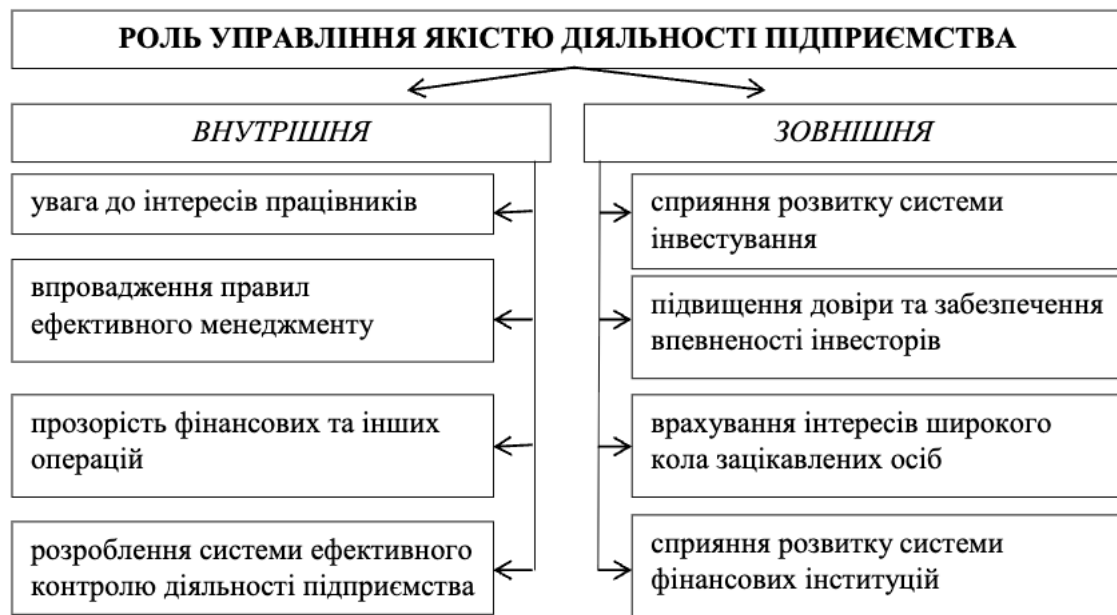 РОЛЬ УПРАВЛІННЯ ЯКІСТЮ ДІЯЛЬНОСТІ ПІДПРИЄМСТВА
ВНУТРІШНЯ
увага до інтересів працівників
впровадження правил
ефективного менеджменту
прозорість фінансових та інших
операцій
розроблення системи ефективного
контролю діяльності підприємства
ЗОВНІШНЯ
сприяння розвитку системи
інвестування
підвищення довіри та забезпечення
впевненості інвесторів
врахування інтересів широкого
кола зацікавлених осіб
сприяння розвитку системи
фінансових інституцій